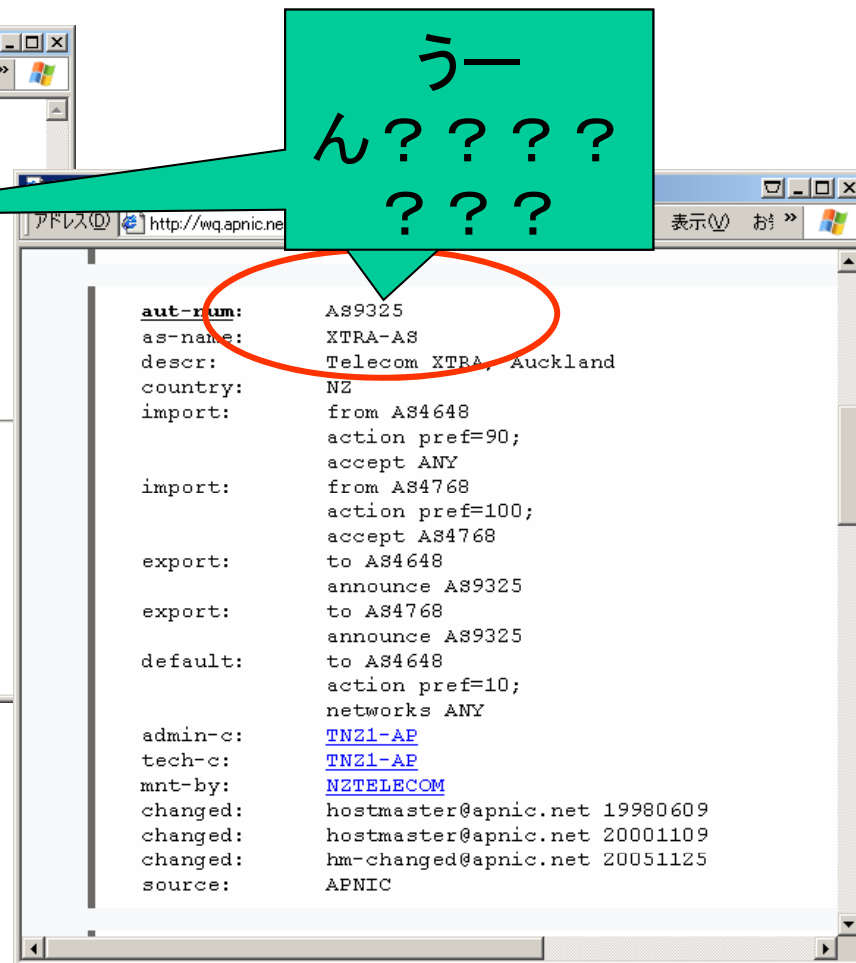 »
うー
ん？？？？
？？？
アドレス(D) http://wq.apnic.ne 表示(V) »
aut-num: AS9325
as-name: XTRA-AS
descr: Telecom XTRA, Auckland
country: NZ
import: from AS4648
action pref=90;
accept ANY
import: from AS4768
action pref=100;
accept AS4768
export: to AS4648
announce AS9325
export: to AS4768
announce AS9325
default: to AS4648
action pref=10;
networks ANY
admin-c: TNZ1-AP
tech-c: TNZ1-AP
mnt-by: NZTELECOM
changed: hostmaster@apnic.net 19980609
changed: hostmaster@apnic.net 20001109
changed: hm-changed@apnic.net 20051125
source: APNIC